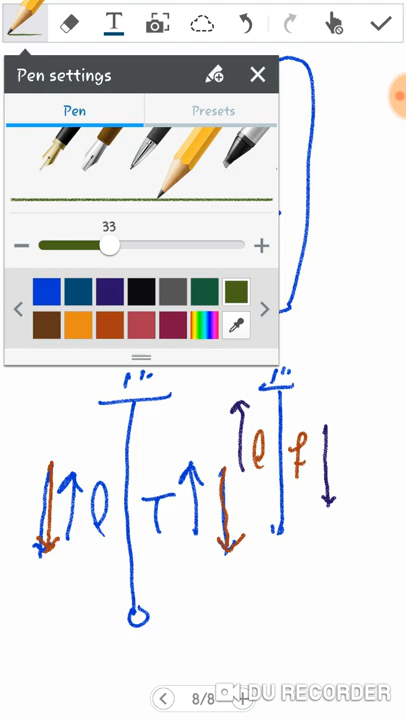 T
Pen settings
Pen
Presets
33
l
T
l
f
8/8
DU RECORDER